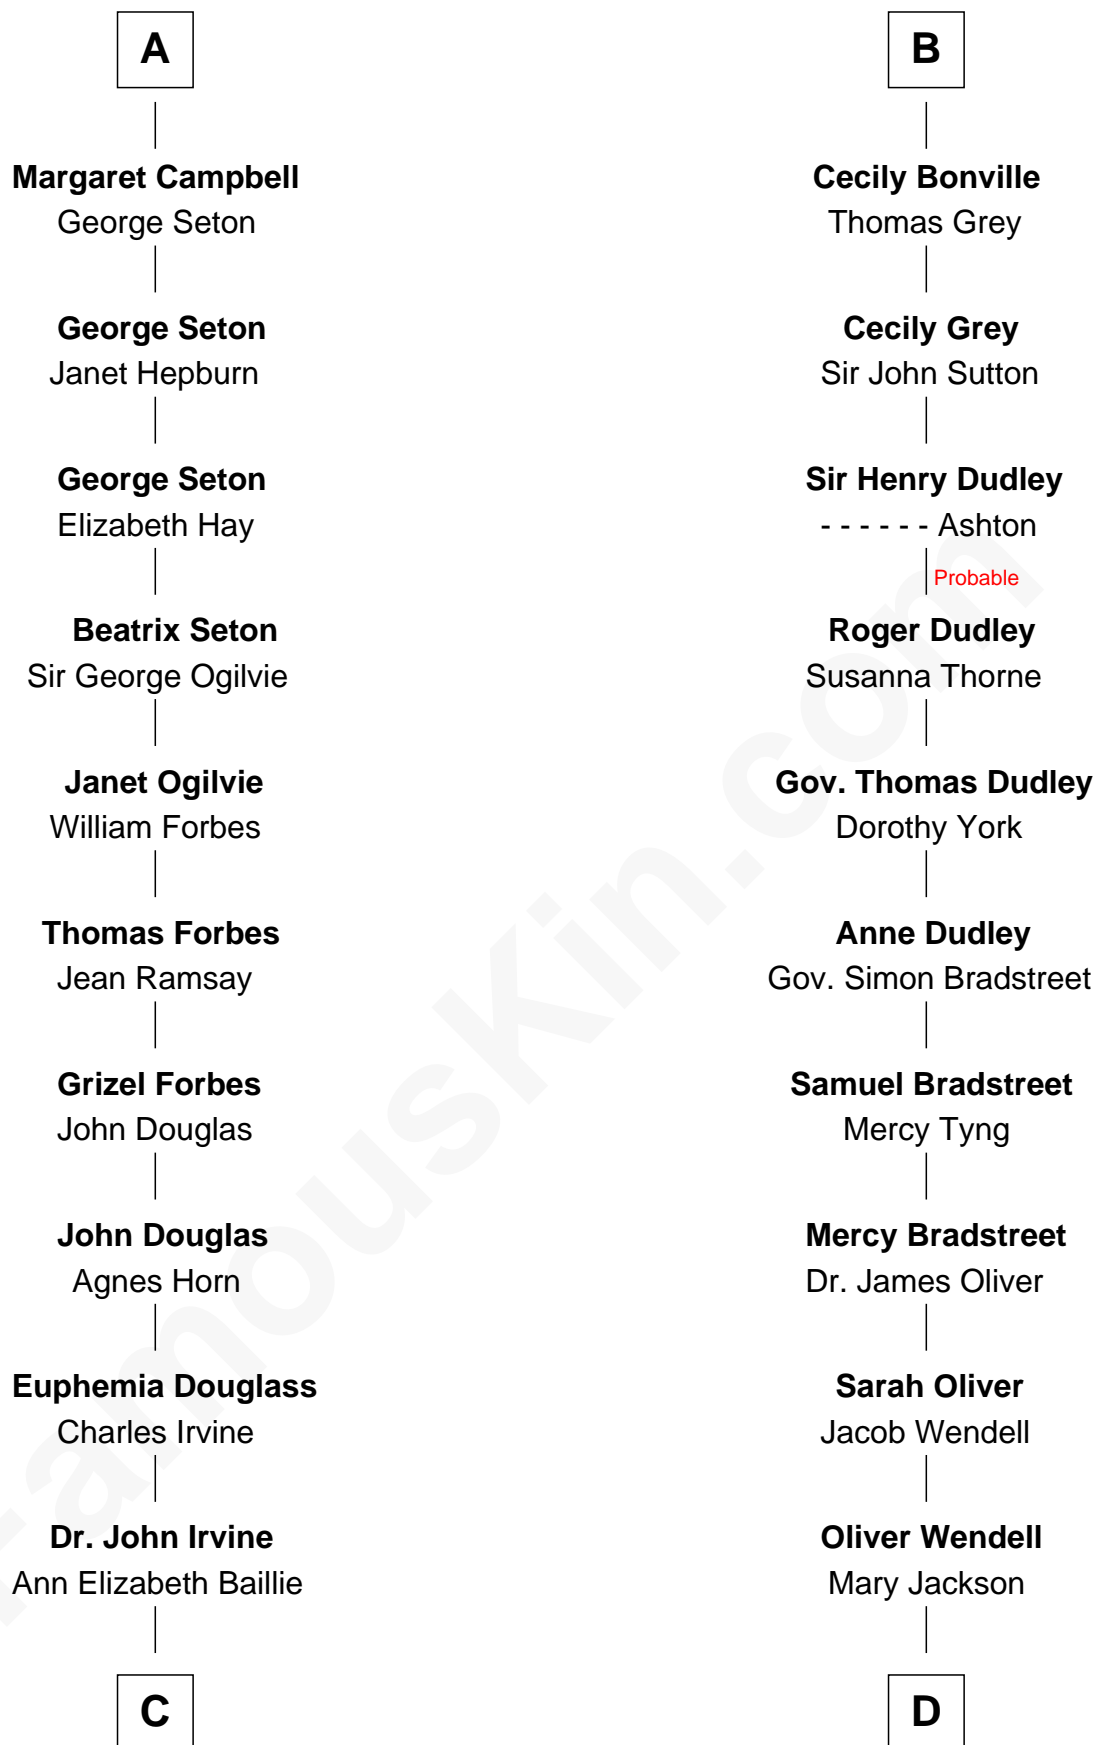 A
Margaret Campbell
George Seton
George Seton
Janet Hepburn
George Seton
Elizabeth Hay
Beatrix Seton
Sir George Ogilvie
Janet Ogilvie
William Forbes
Thomas Forbes
Jean Ramsay
Grizel Forbes
John Douglas
John Douglas
Agnes Horn
Euphemia Douglass
Charles Irvine
Dr. John Irvine
Ann Elizabeth Baillie
C
B
Cecily Bonville
Thomas Grey
Cecily Grey
Sir John Sutton
Sir Henry Dudley
- - - - - - Ashton
Probable
Roger Dudley
Susanna Thorne
Gov. Thomas Dudley
Dorothy York
Anne Dudley
Gov. Simon Bradstreet
Samuel Bradstreet
Mercy Tyng
Mercy Bradstreet
Dr. James Oliver
Sarah Oliver
Jacob Wendell
Oliver Wendell
Mary Jackson
D
FamousKin.com